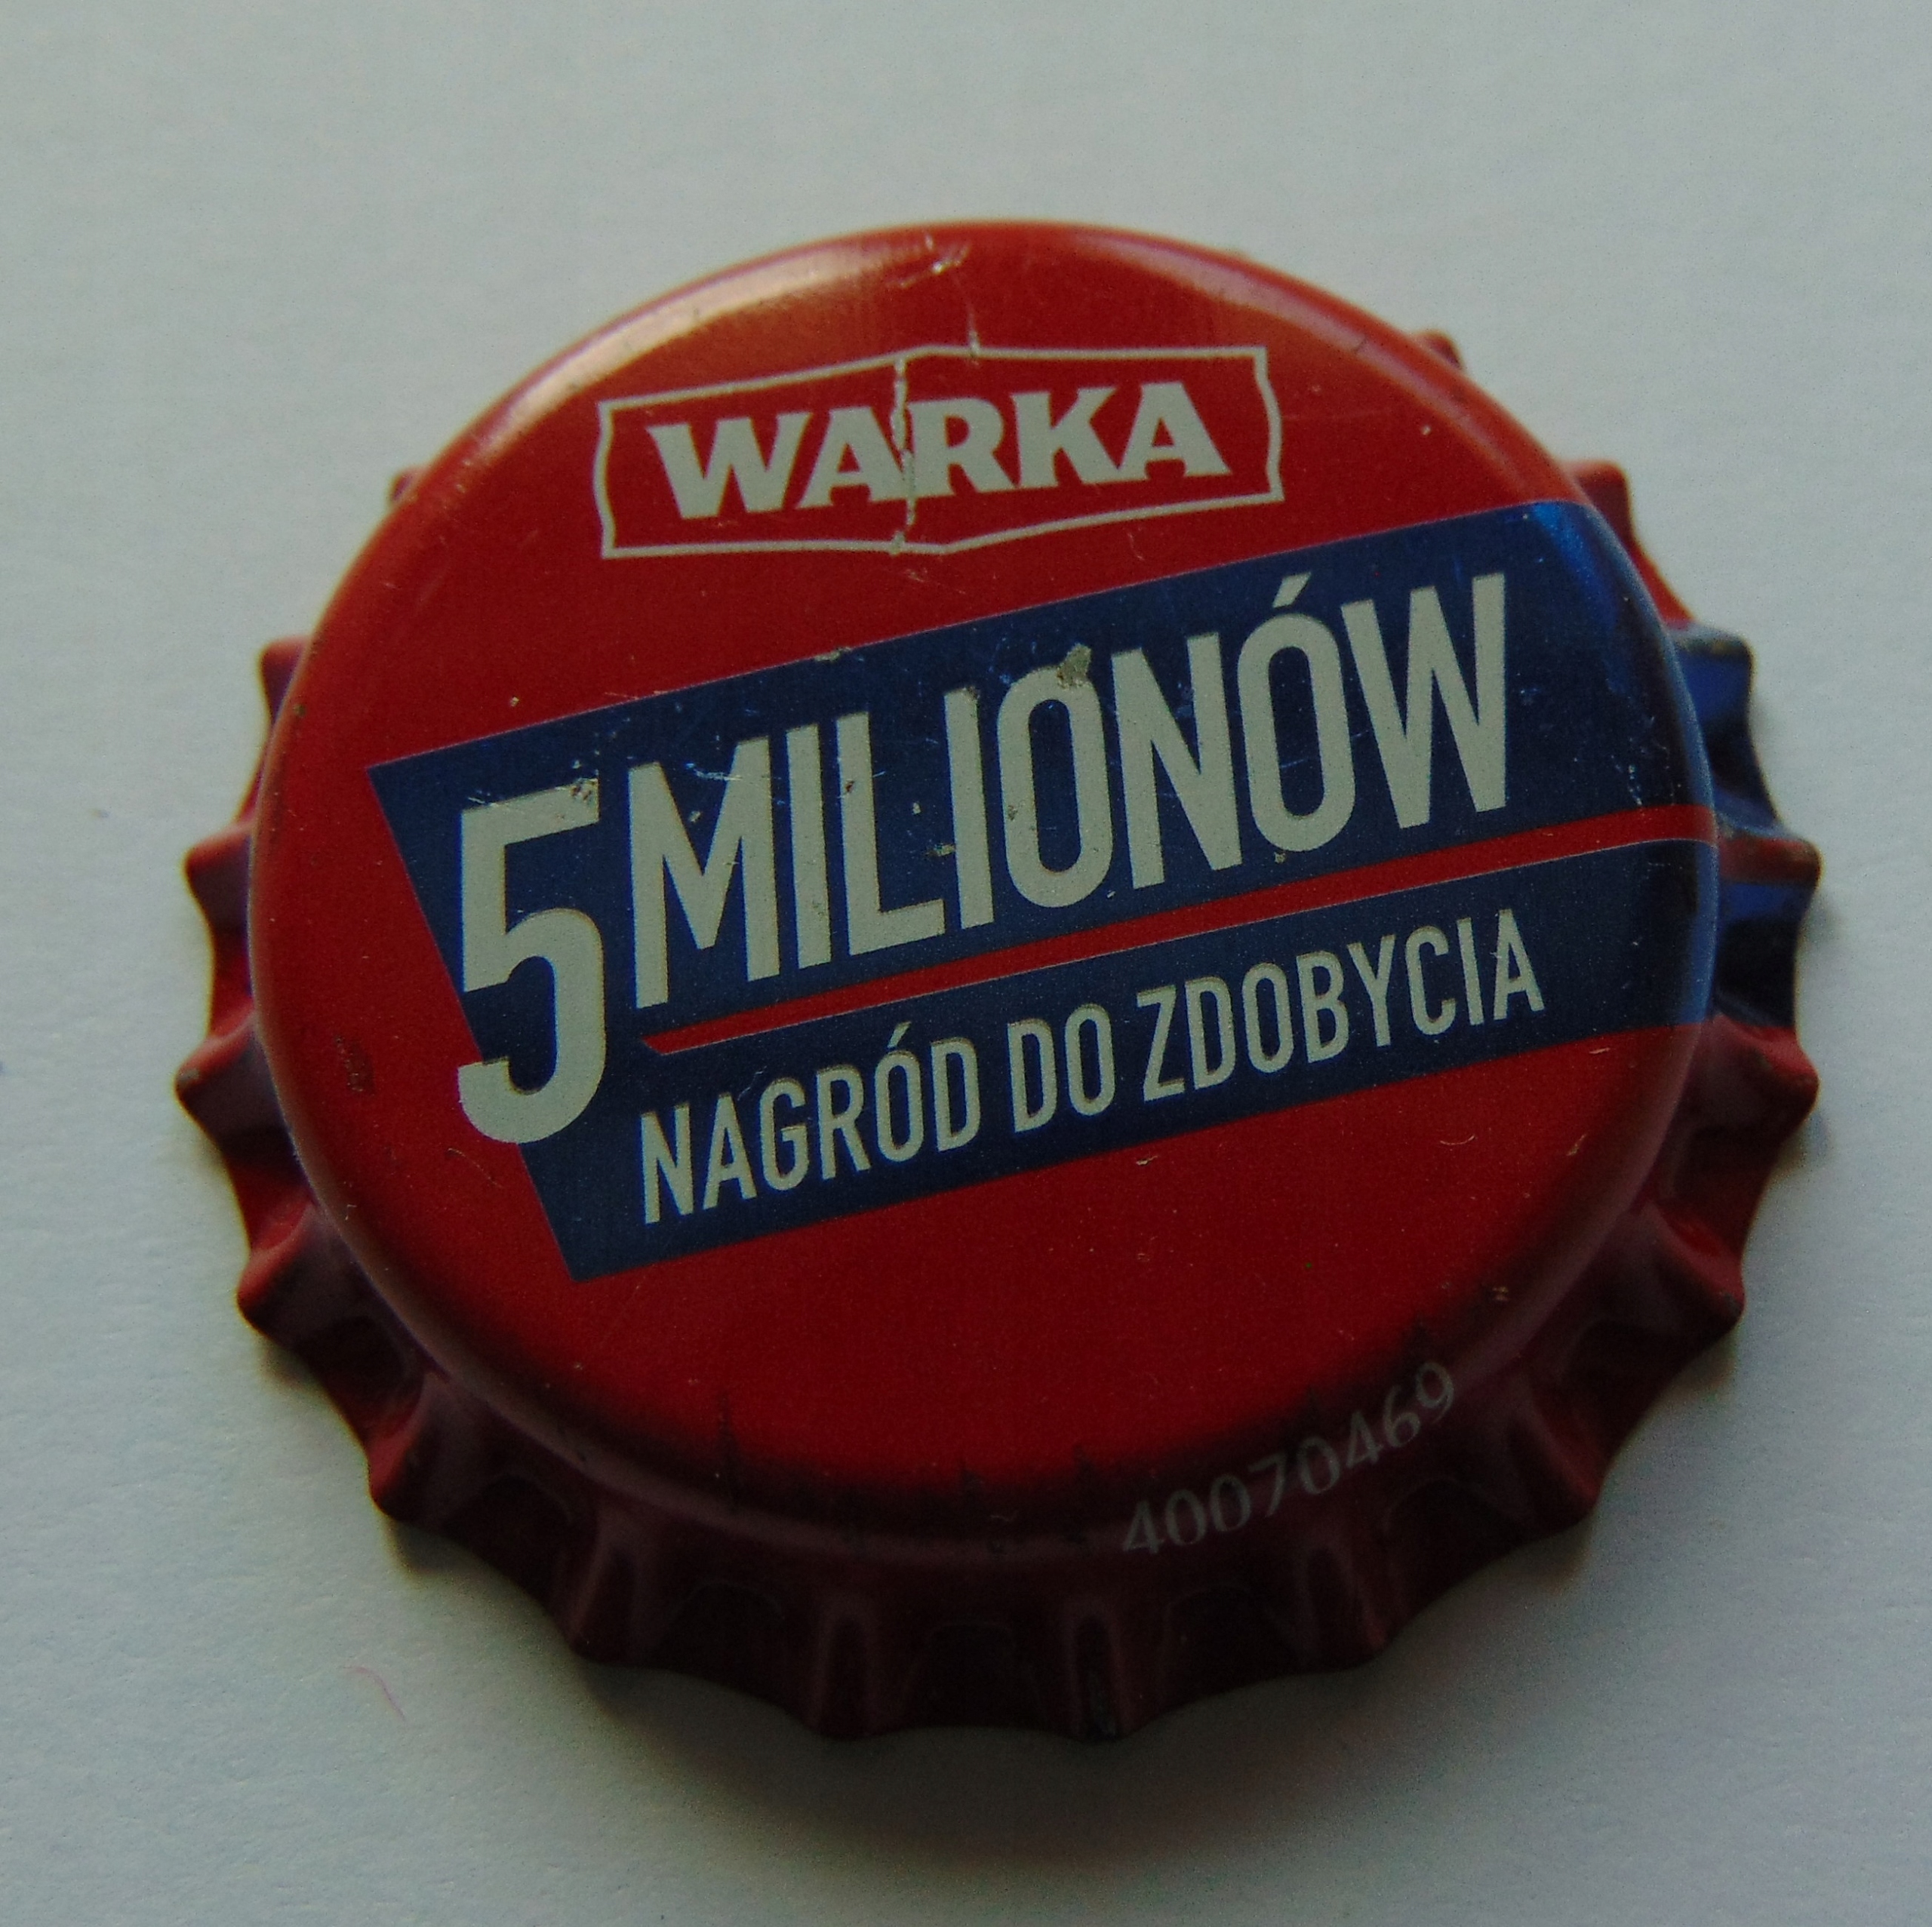 WARKA
5 MILIONÓW
NAGRÓD DO ZDOBYCIA
40070469